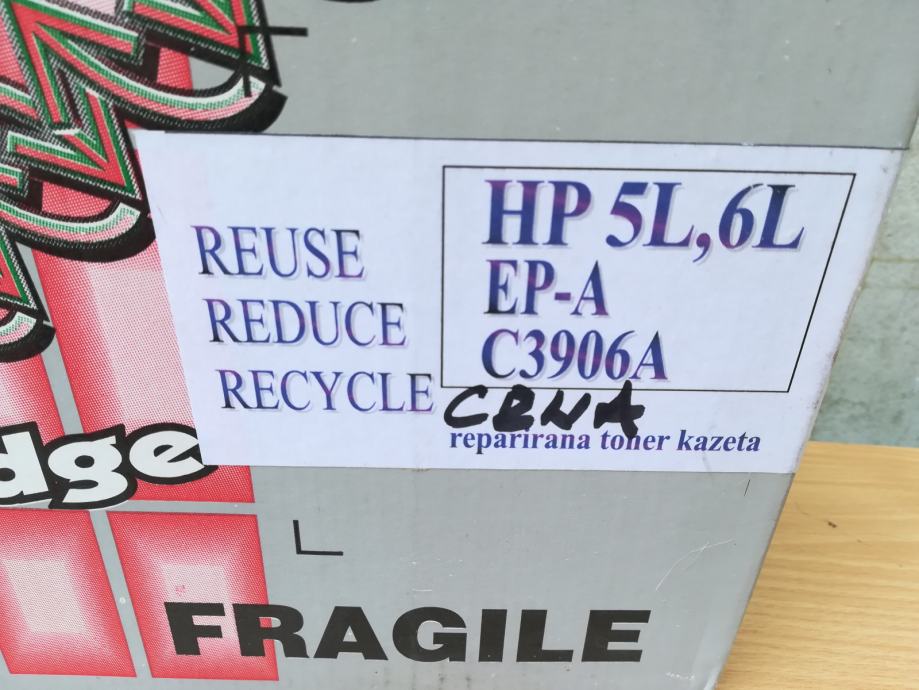 REUSE
REDUCE
RECYCLE
HP 5L,6L
EP-A
C3906A
CRNA
reparirana toner kazeta
dge
FRAGILE